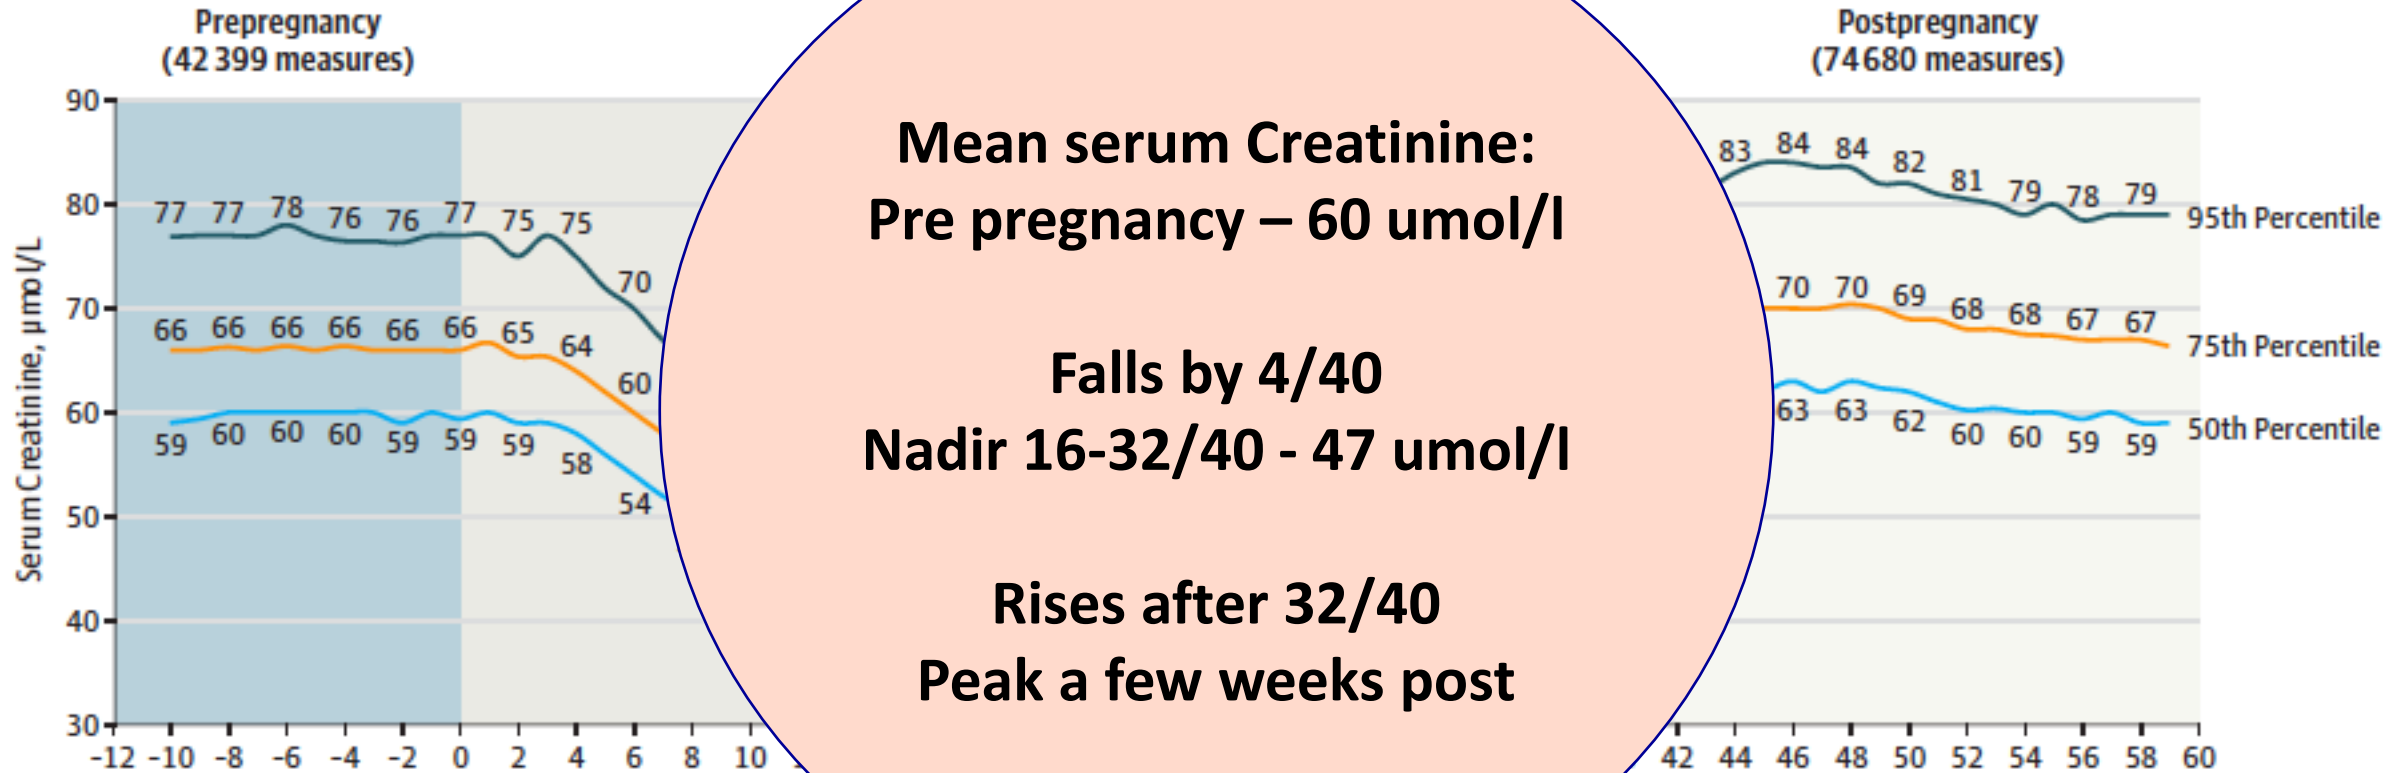 Prepregnancy
(42 399 measures)
Postpregnancy
(74 680 measures)
Mean serum Creatinine:
Pre pregnancy – 60 umol/l
Falls by 4/40
Nadir 16-32/40 - 47 umol/l
Rises after 32/40
Peak a few weeks post
Serum Creatinine, µmol/L
90
80
70
60
50
40
30
77 77 78 76 76 77 75 75 70
83 84 84 82 81 79 78 79
95th Percentile
66 66 66 66 66 66 65 64 60
70 70 69 68 68 67 67
75th Percentile
59 60 60 60 59 59 59 58 54
63 63 62 60 60 59 59
50th Percentile
-12 -10 -8 -6 -4 -2 0 2 4 6 8 10
42 44 46 48 50 52 54 56 58 60